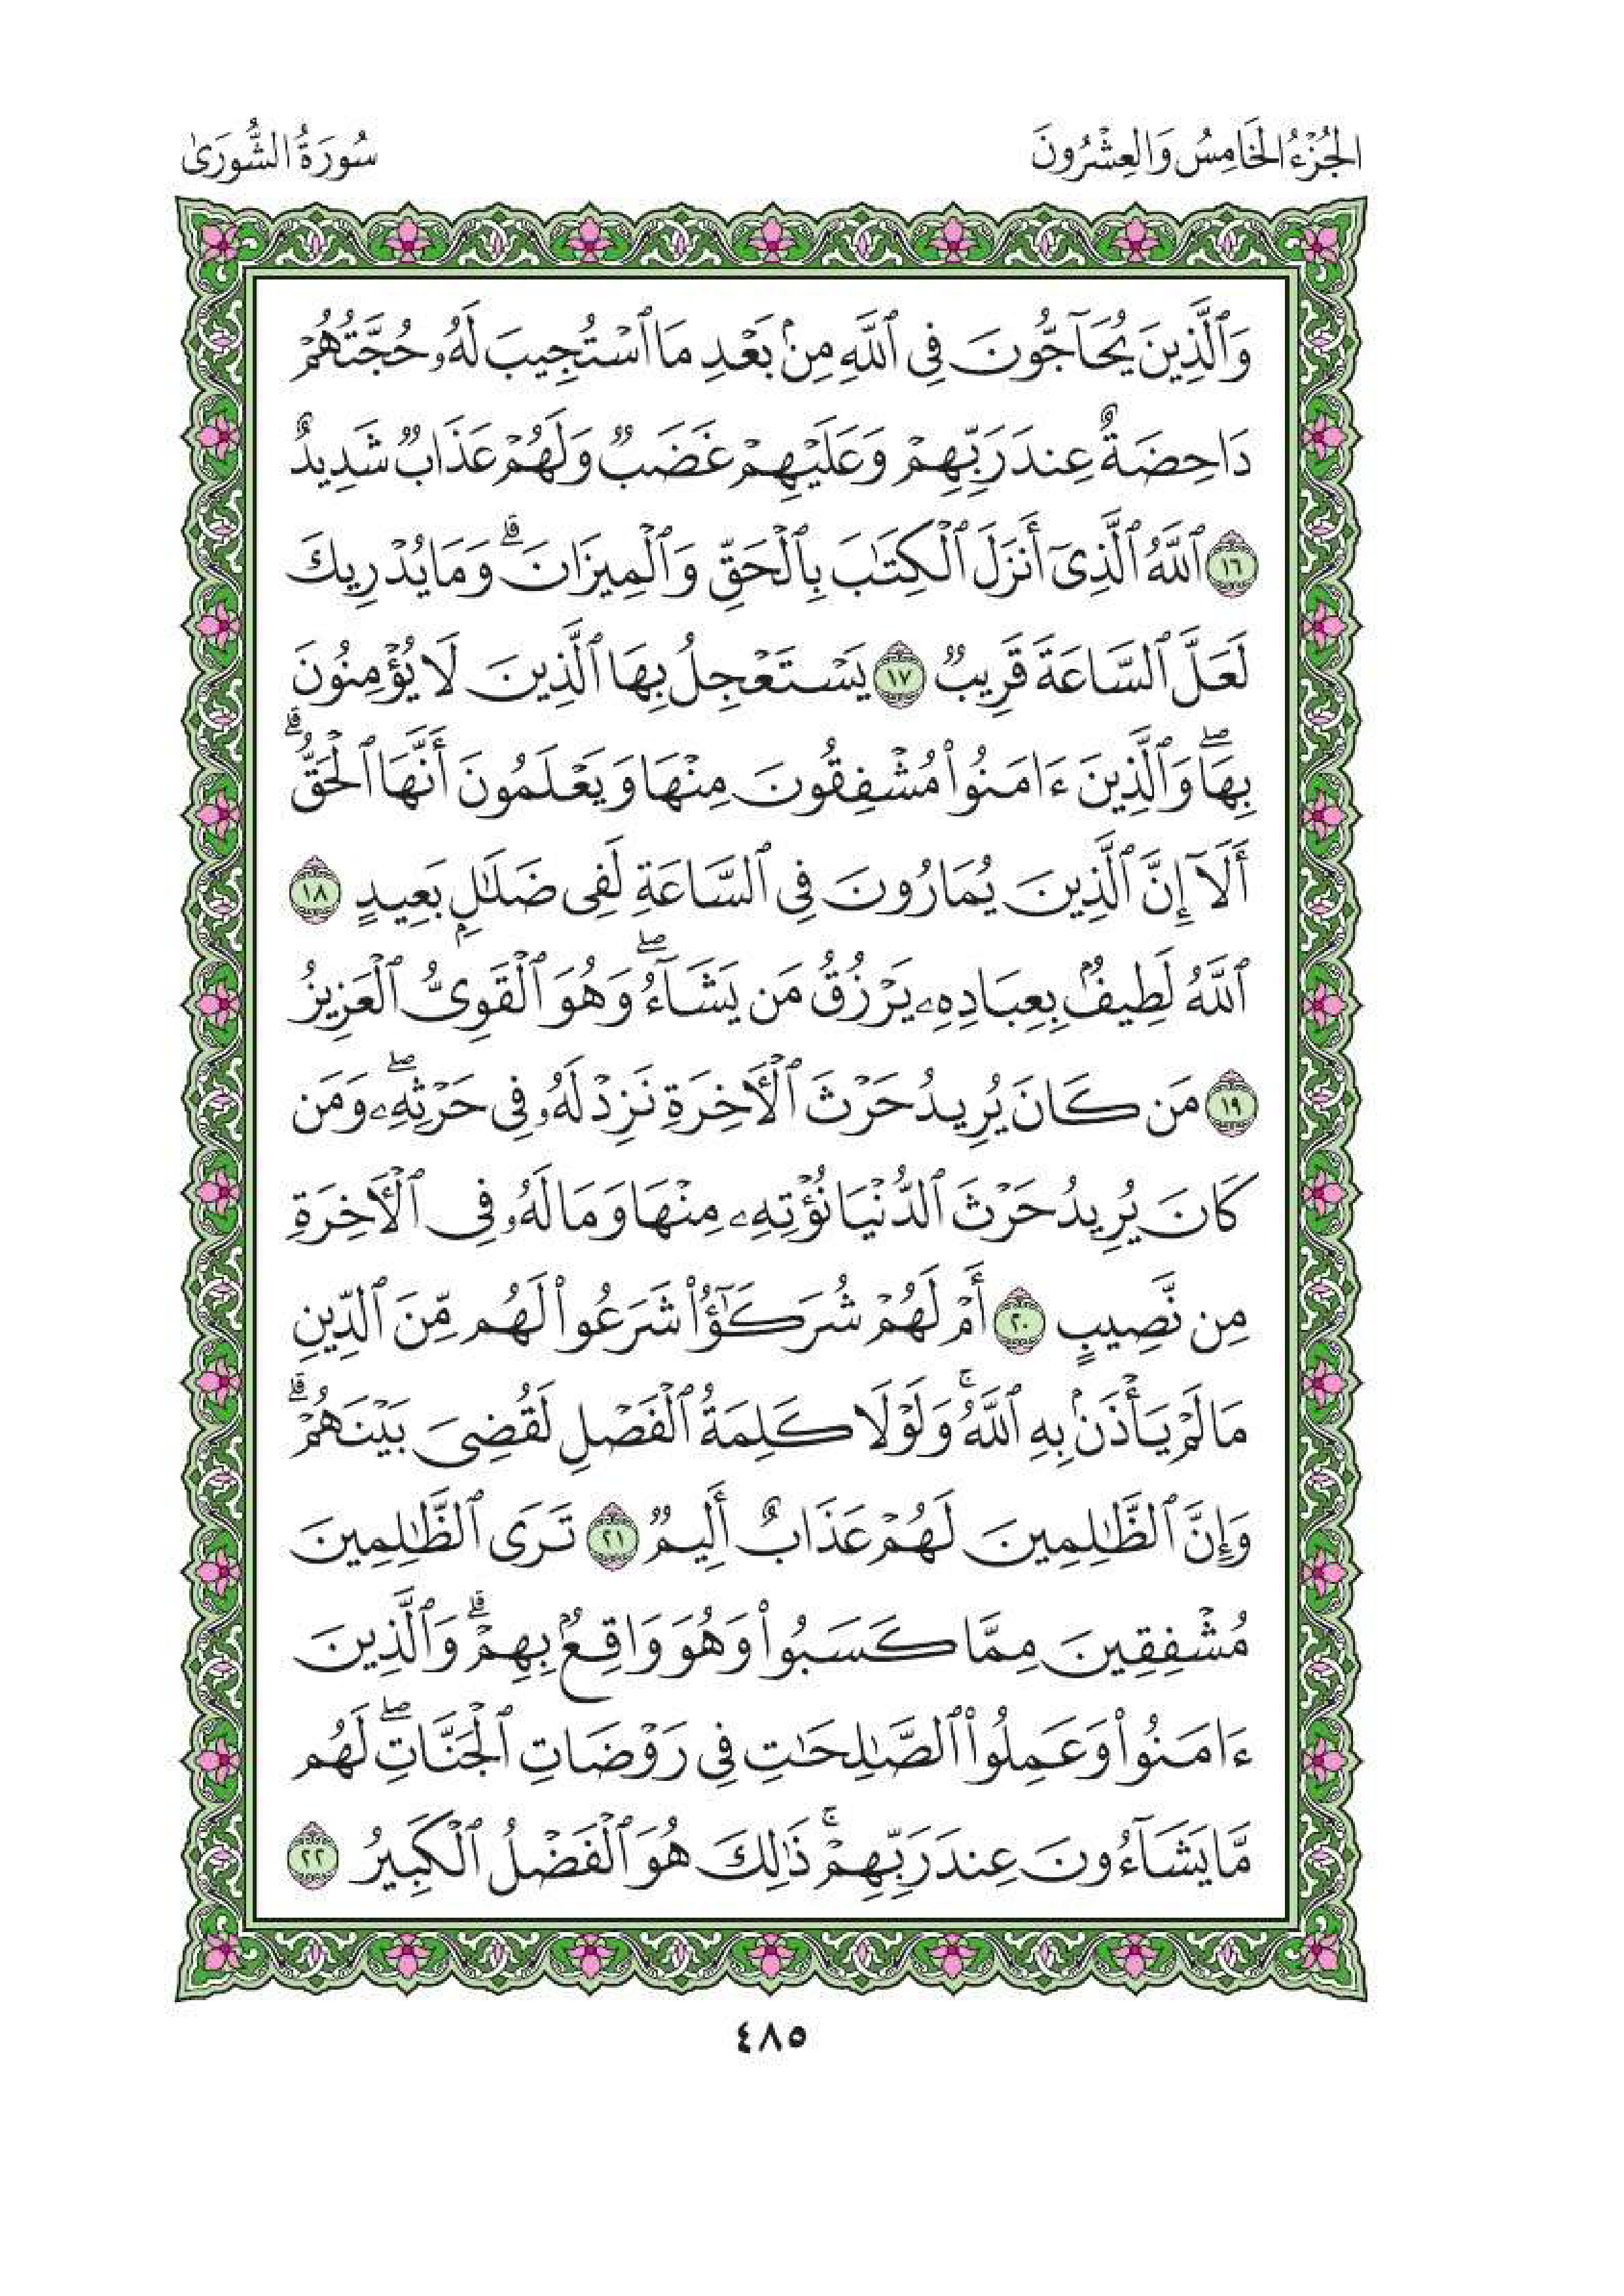 الجُزْءُ الخَامِسُ وَالعِشْرُونَ
سُورَةُ الشُّورَىٰ
وَٱلَّذِينَ يُحَآجُّونَ فِى ٱللَّهِ مِنۢ بَعْدِ مَا ٱسْتُجِيبَ لَهُۥ حُجَّتُهُمْ
دَاحِضَةٌ عِندَ رَبِّهِمْ وَعَلَيْهِمْ غَضَبٌ وَلَهُمْ عَذَابٌ شَدِيدٌ
١٦ ٱللَّهُ ٱلَّذِىٓ أَنزَلَ ٱلْكِتَـٰبَ بِٱلْحَقِّ وَٱلْمِيزَانَ ۗ وَمَا يُدْرِيكَ
لَعَلَّ ٱلسَّاعَةَ قَرِيبٌ ١٧ يَسْتَعْجِلُ بِهَا ٱلَّذِينَ لَا يُؤْمِنُونَ
بِهَا ۖ وَٱلَّذِينَ ءَامَنُوا۟ مُشْفِقُونَ مِنْهَا وَيَعْلَمُونَ أَنَّهَا ٱلْحَقُّ ۗ
أَلَآ إِنَّ ٱلَّذِينَ يُمَارُونَ فِى ٱلسَّاعَةِ لَفِى ضَلَـٰلٍۭ بَعِيدٍ ١٨
ٱللَّهُ لَطِيفٌۢ بِعِبَادِهِۦ يَرْزُقُ مَن يَشَآءُ ۖ وَهُوَ ٱلْقَوِىُّ ٱلْعَزِيزُ
١٩ مَن كَانَ يُرِيدُ حَرْثَ ٱلْـَٔاخِرَةِ نَزِدْ لَهُۥ فِى حَرْثِهِۦ ۖ وَمَن
كَانَ يُرِيدُ حَرْثَ ٱلدُّنْيَا نُؤْتِهِۦ مِنْهَا وَمَا لَهُۥ فِى ٱلْـَٔاخِرَةِ
مِن نَّصِيبٍ ٢٠ أَمْ لَهُمْ شُرَكَـٰٓؤُا۟ شَرَعُوا۟ لَهُم مِّنَ ٱلدِّينِ
مَا لَمْ يَأْذَنۢ بِهِ ٱللَّهُ ۚ وَلَوْلَا كَلِمَةُ ٱلْفَصْلِ لَقُضِىَ بَيْنَهُمْ ۗ
وَإِنَّ ٱلظَّـٰلِمِينَ لَهُمْ عَذَابٌ أَلِيمٌ ٢١ تَرَى ٱلظَّـٰلِمِينَ
مُشْفِقِينَ مِمَّا كَسَبُوا۟ وَهُوَ وَاقِعٌۢ بِهِمْ ۗ وَٱلَّذِينَ
ءَامَنُوا۟ وَعَمِلُوا۟ ٱلصَّـٰلِحَـٰتِ فِى رَوْضَاتِ ٱلْجَنَّاتِ ۖ لَهُم
مَّا يَشَآءُونَ عِندَ رَبِّهِمْ ۚ ذَٰلِكَ هُوَ ٱلْفَضْلُ ٱلْكَبِيرُ ٢٢
٤٨٥